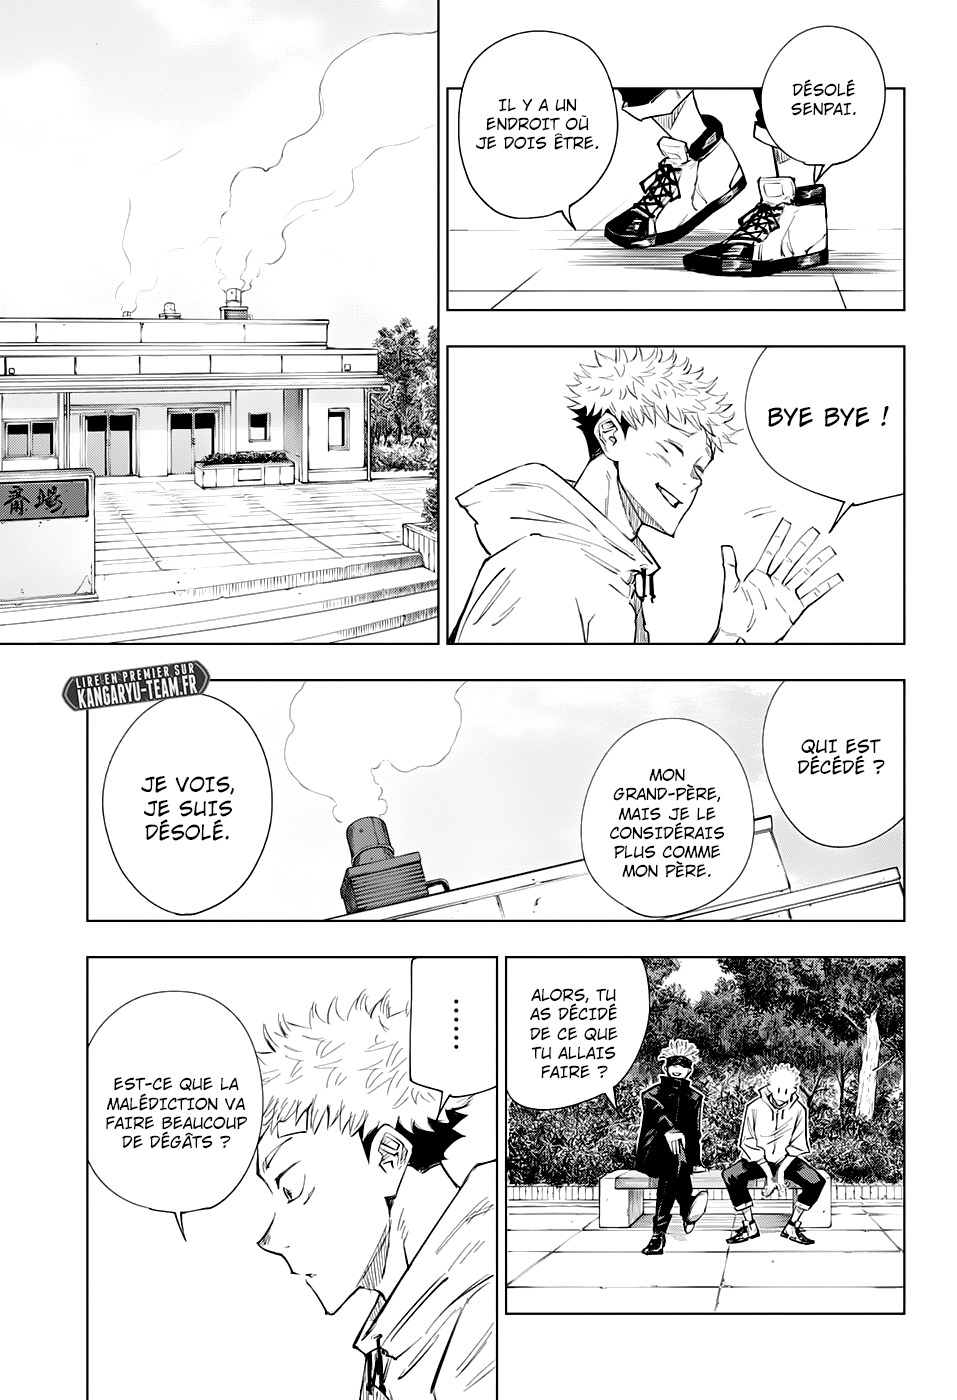 DÉSOLÉ
SENPAI.
IL Y A UN
ENDROIT OÙ
JE DOIS ÊTRE.
BYE BYE !
斎場
LIRE EN PREMIER SUR
KANGARYU-TEAM.FR
QUI EST
DÉCÉDÉ ?
MON
GRAND-PÈRE,
MAIS JE LE
CONSIDÉRAIS
PLUS COMME
MON PÈRE.
JE VOIS,
JE SUIS
DÉSOLÉ.
ALORS, TU
AS DÉCIDÉ
DE CE QUE
TU ALLAIS
FAIRE ?
......
EST-CE QUE LA
MALÉDICTION VA
FAIRE BEAUCOUP
DE DÉGÂTS ?